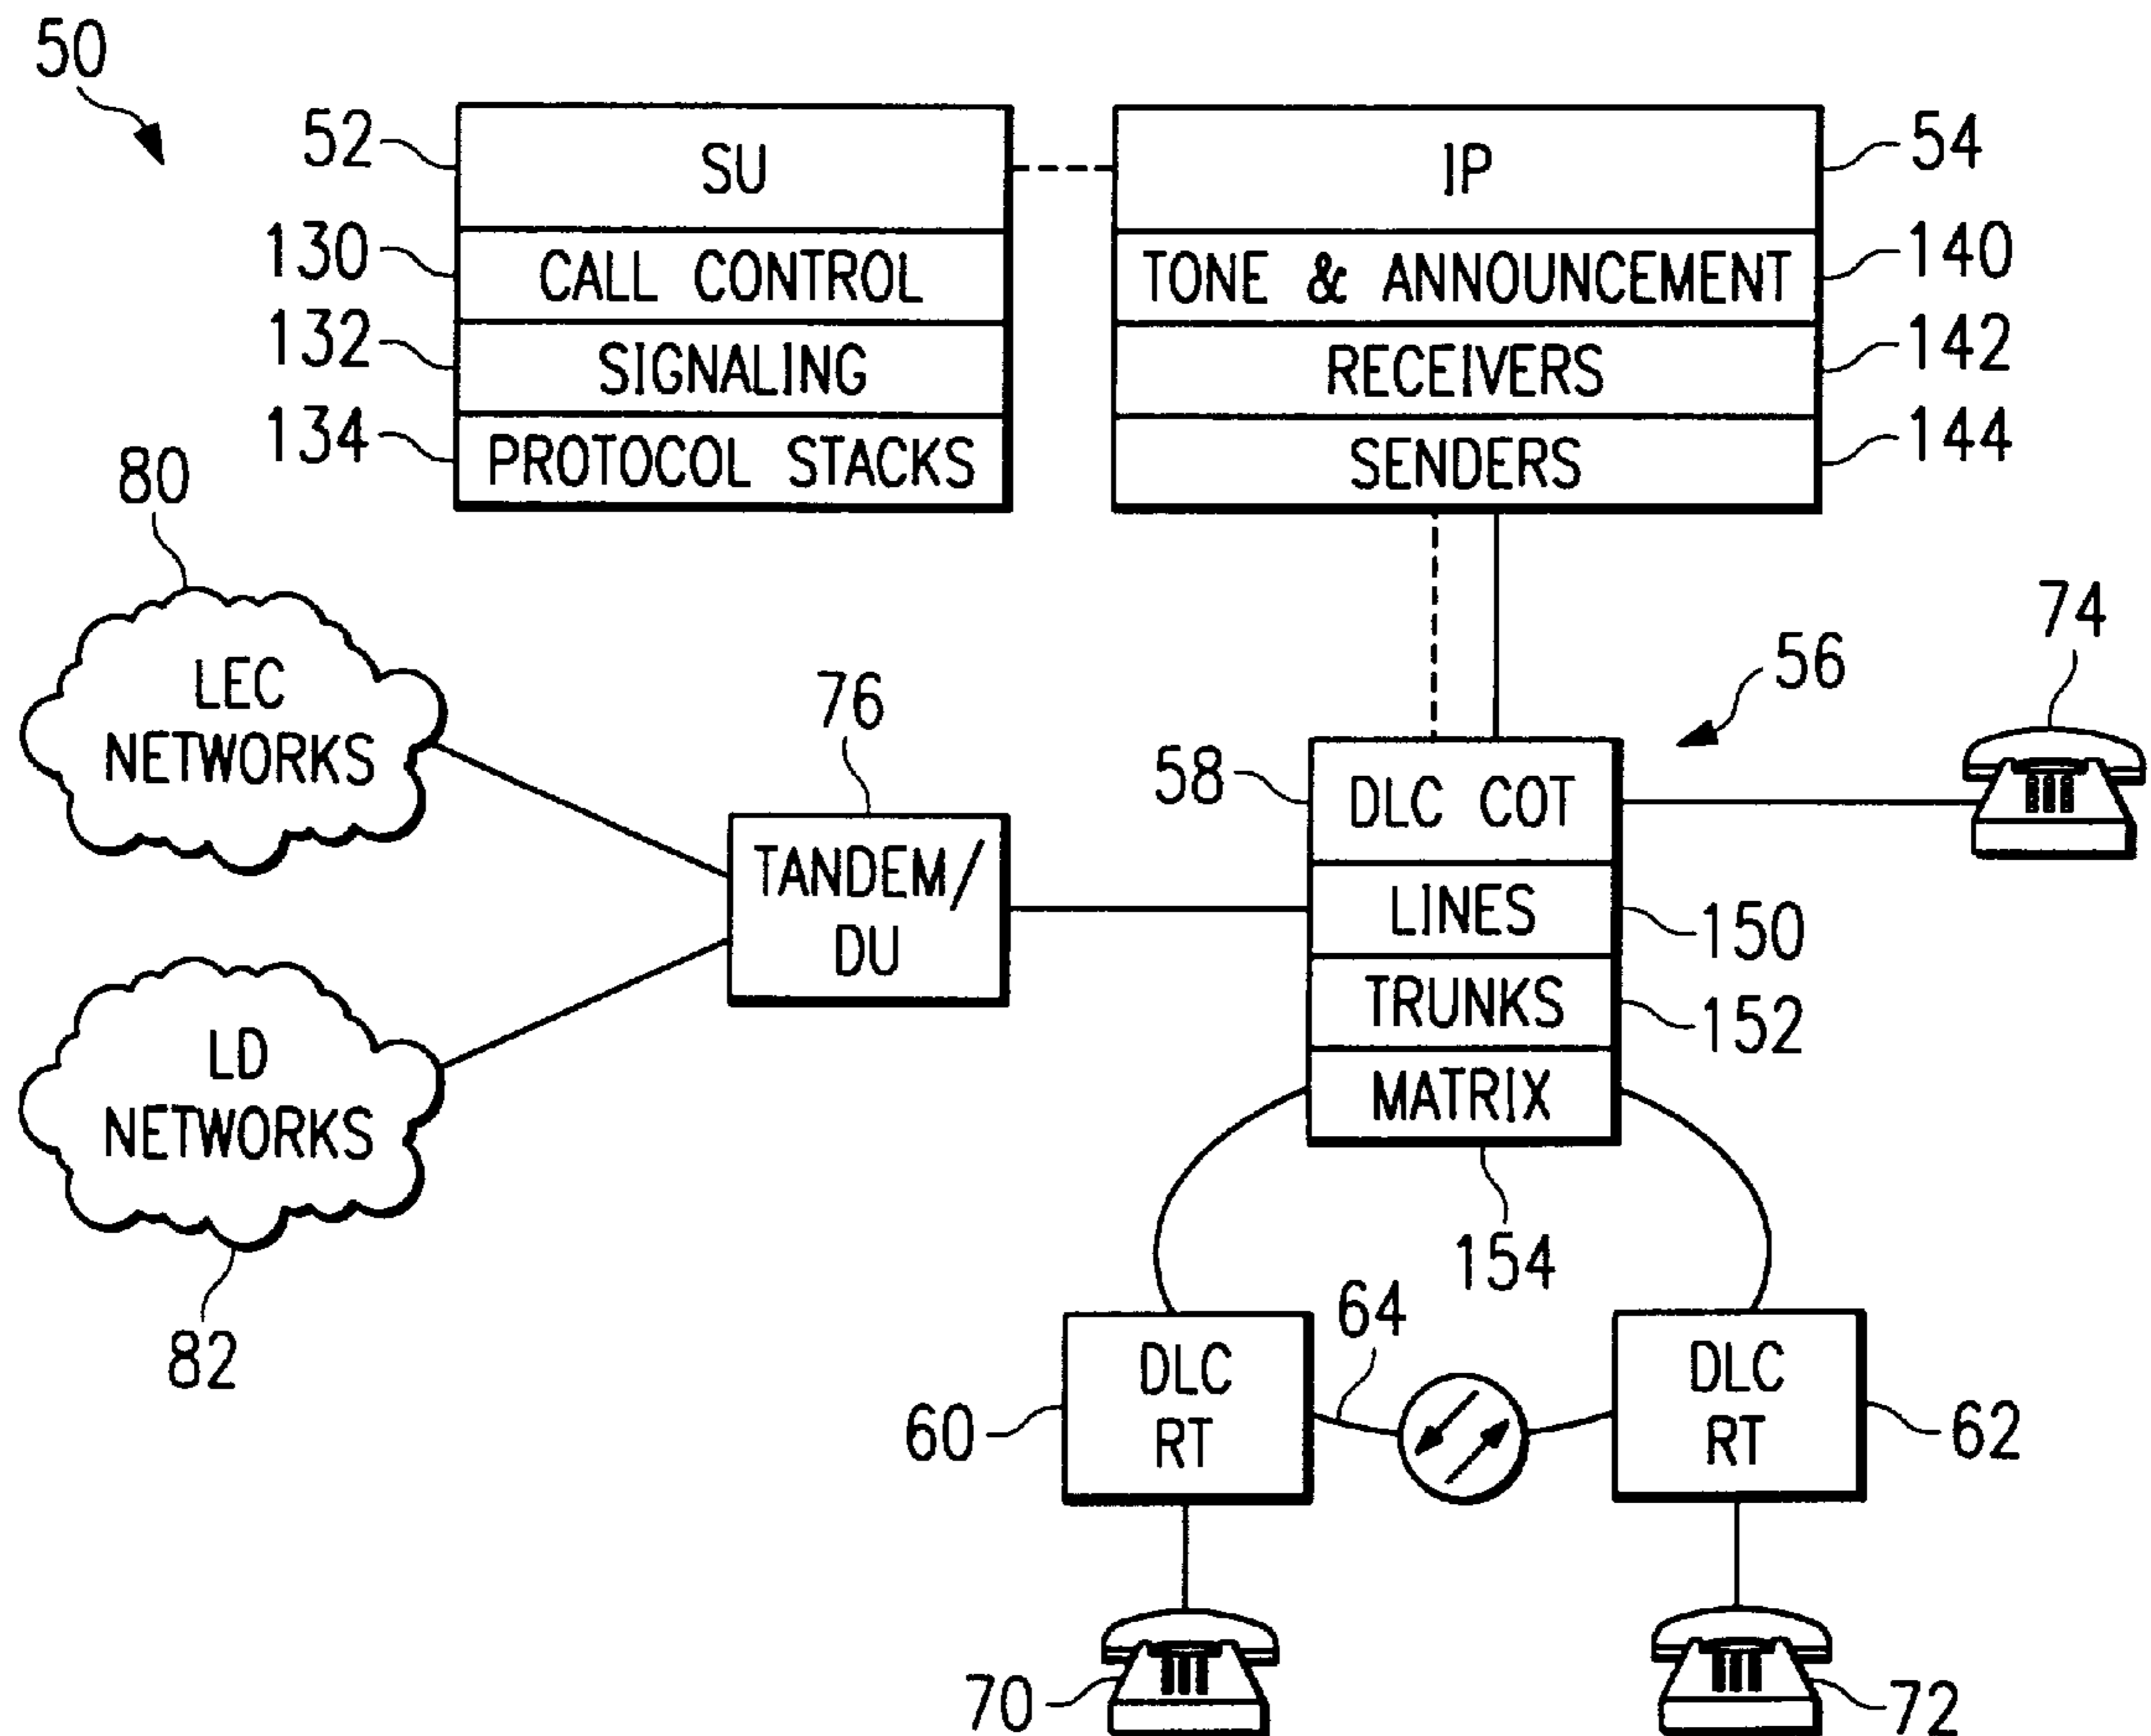 50
52
SU
IP
54
130
CALL CONTROL
TONE & ANNOUNCEMENT
140
132
SIGNALING
RECEIVERS
142
134
PROTOCOL STACKS
SENDERS
144
80
LEC
NETWORKS
76
TANDEM/
DU
58
DLC COT
56
74
LINES
150
TRUNKS
152
MATRIX
154
LD
NETWORKS
82
60
DLC
RT
64
DLC
RT
62
70
72